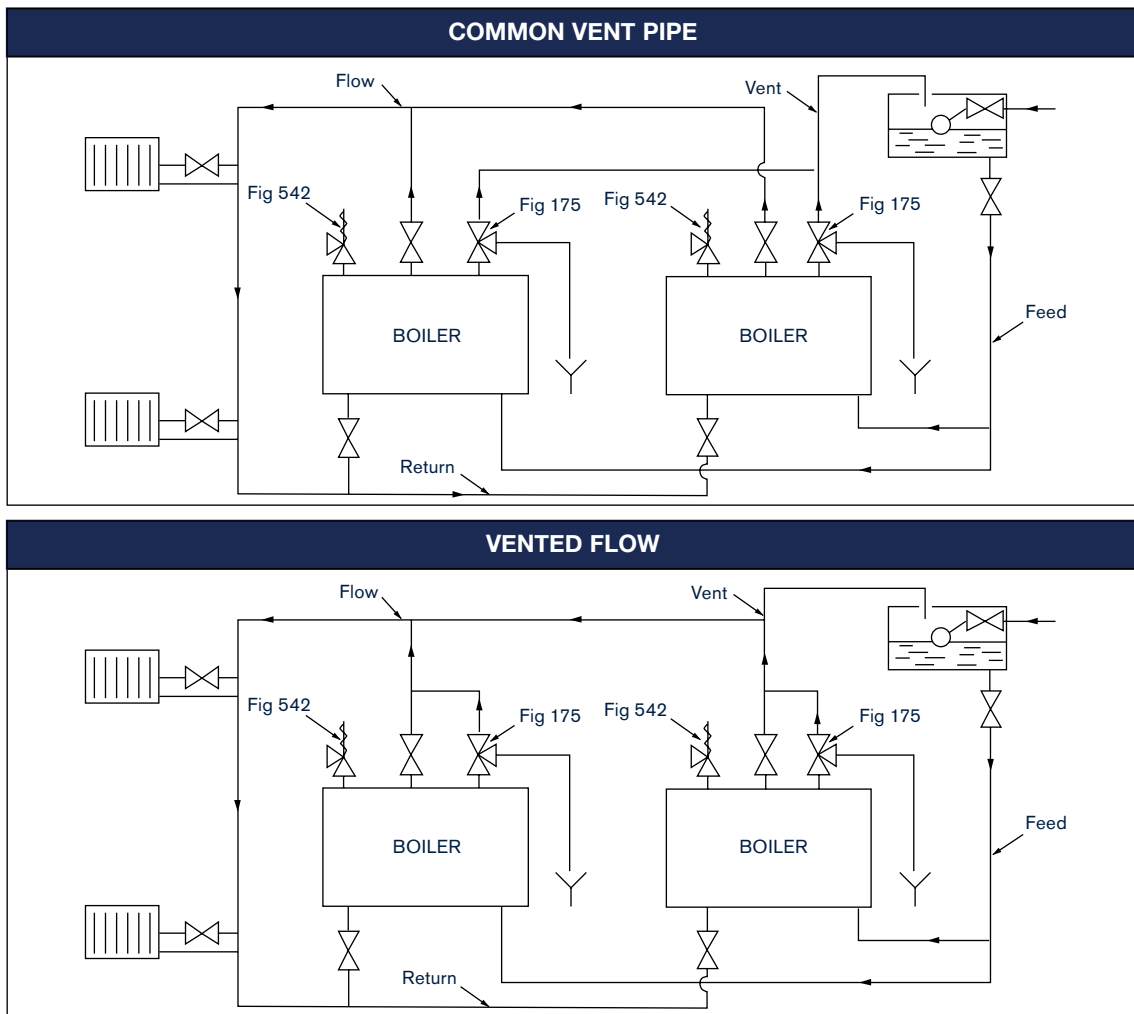 COMMON VENT PIPE
Flow
Vent
Fig 542
Fig 175
Fig 542
Fig 175
BOILER
BOILER
Feed
Return
VENTED FLOW
Flow
Vent
Fig 542
Fig 175
Fig 542
Fig 175
BOILER
BOILER
Feed
Return